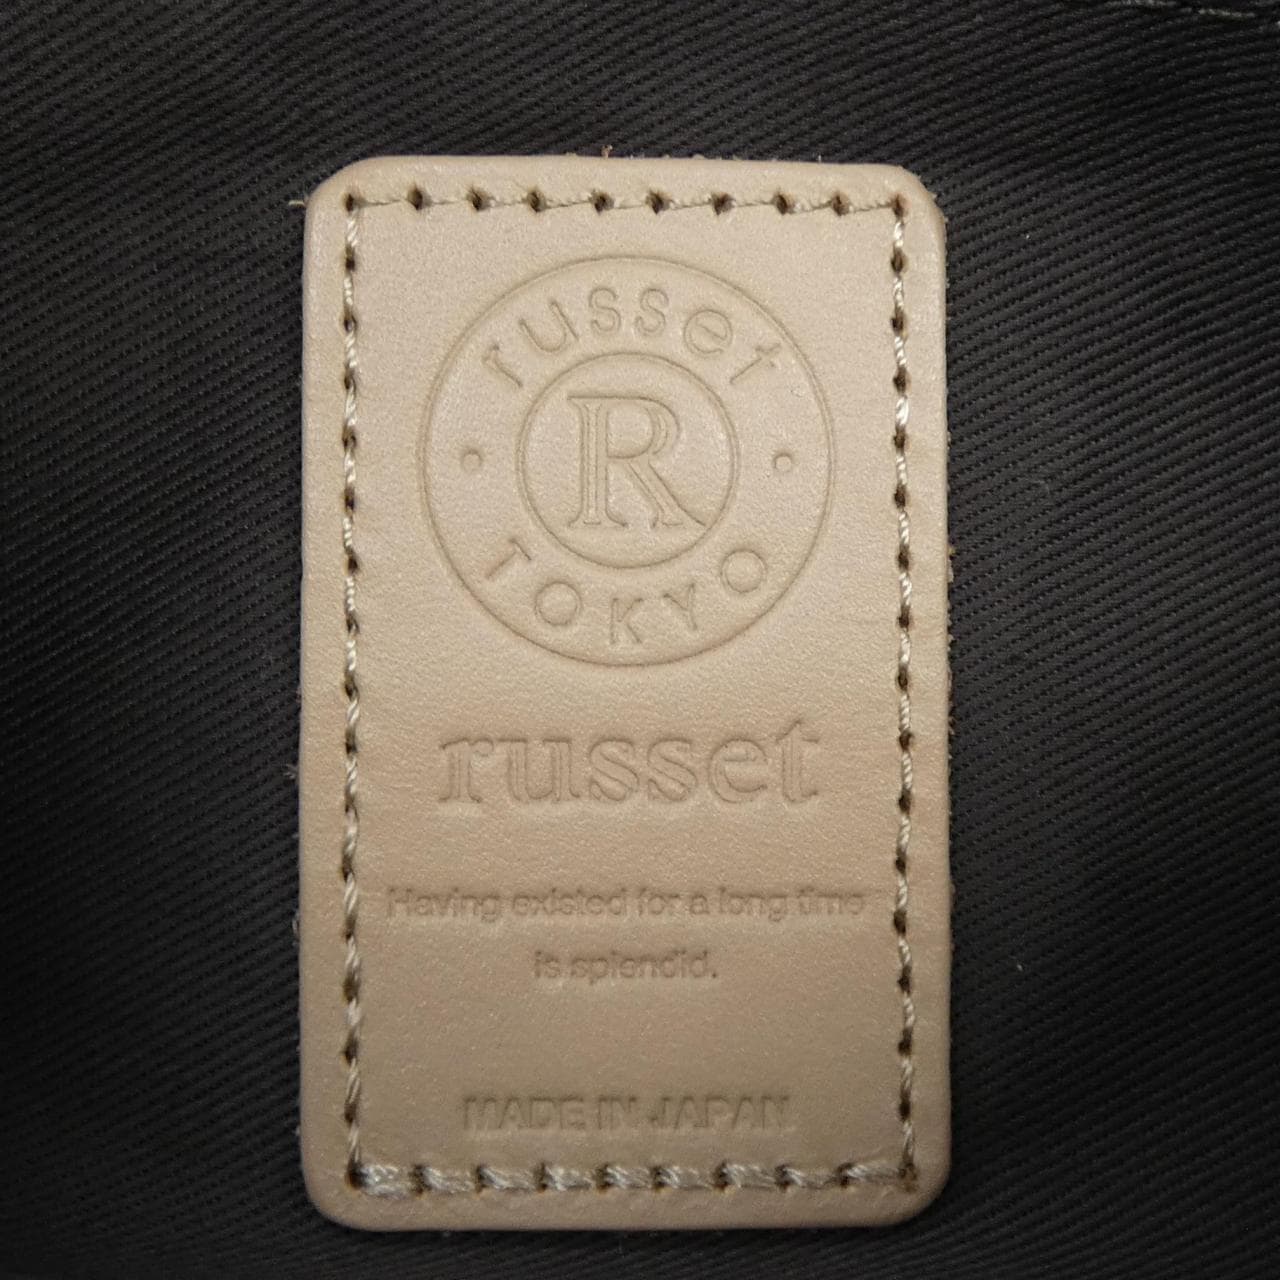 russet
R
TOKYO
russet
Having existed for a long time
is splendid.
MADE IN JAPAN